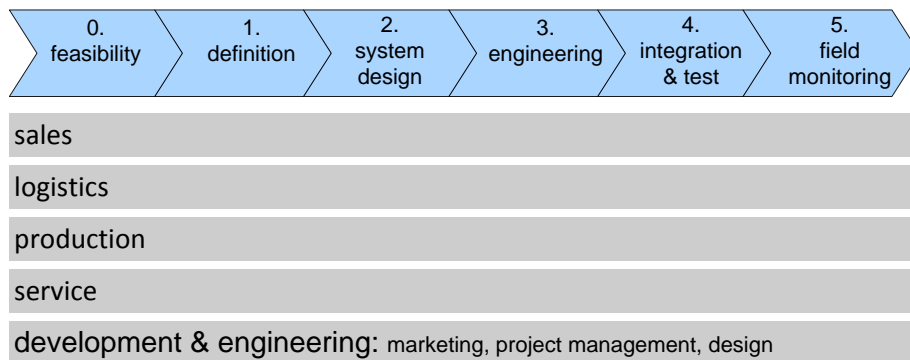 0.
feasibility
1.
definition
2.
system
design
3.
engineering
4.
integration
& test
5.
field
monitoring
sales
logistics
production
service
development & engineering: marketing, project management, design